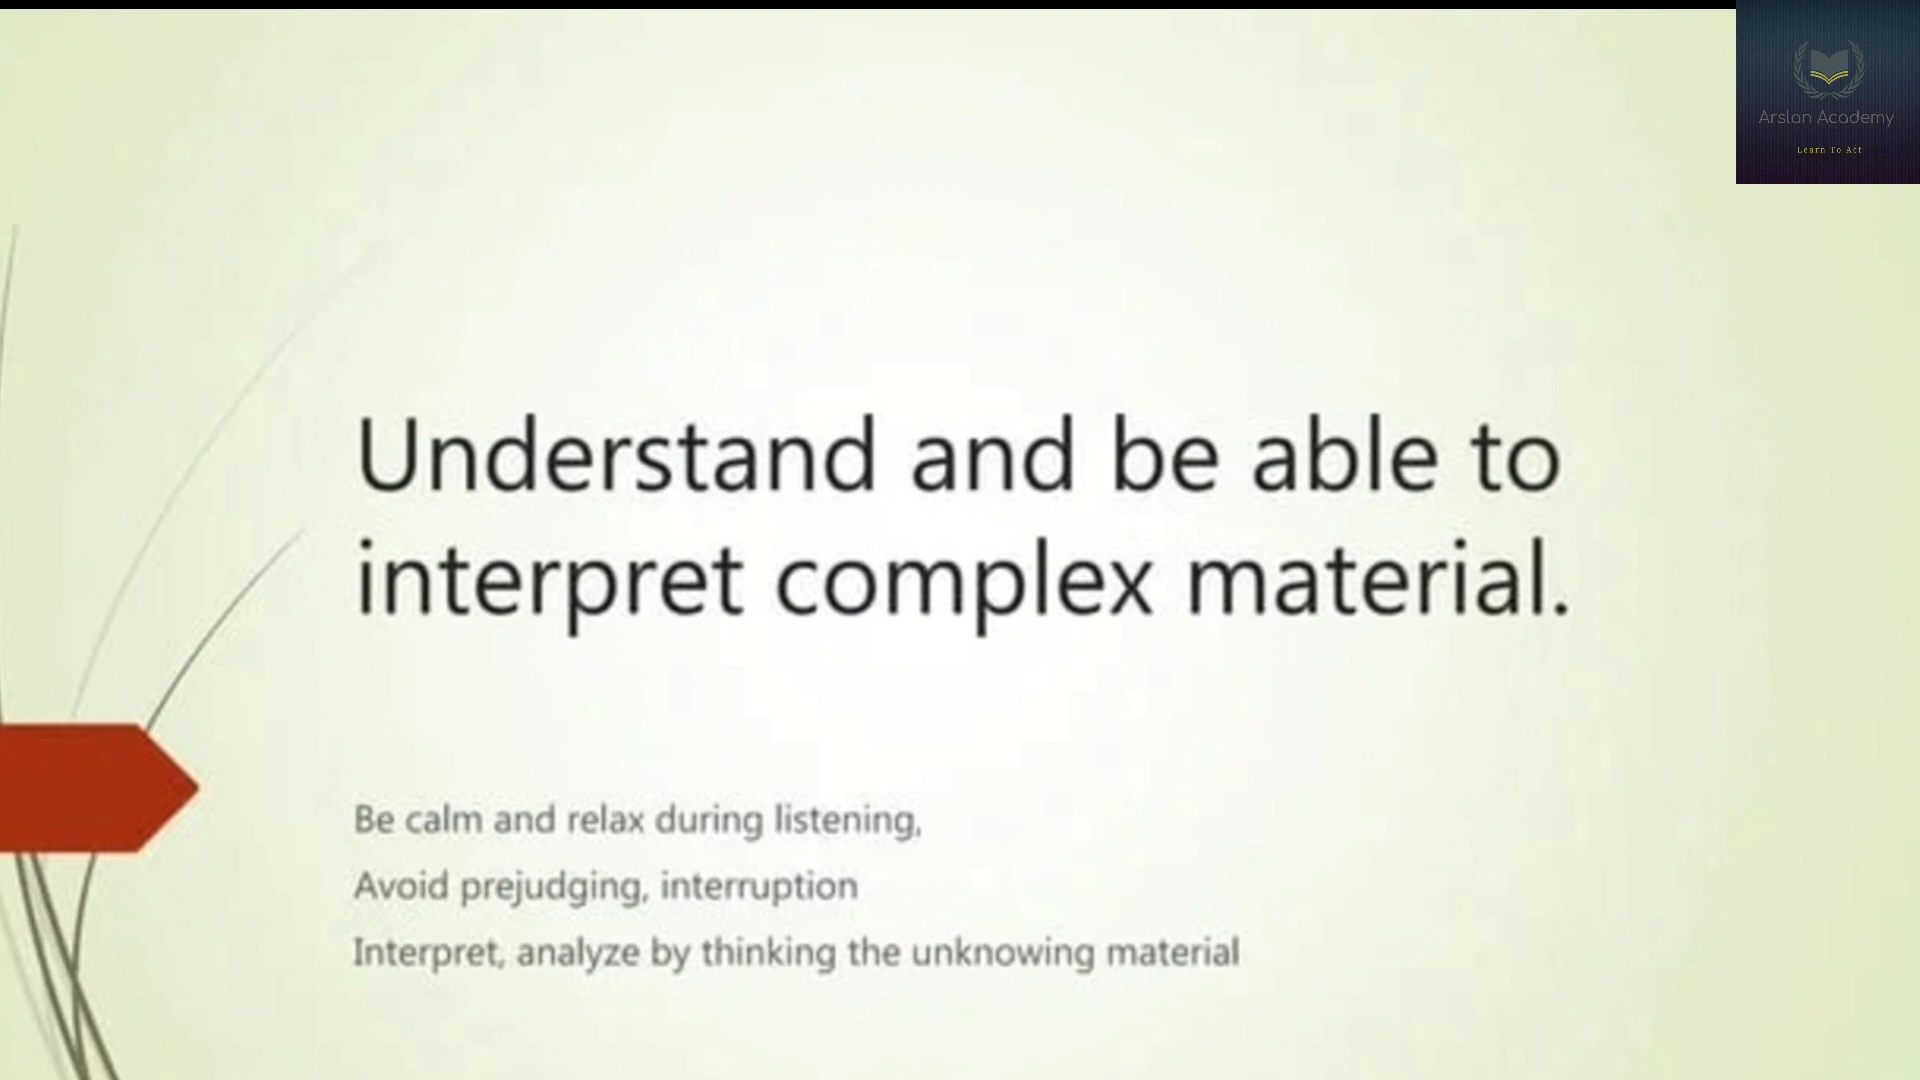 Arslan Academy
Learn To Act
Understand and be able to
interpret complex material.
Be calm and relax during listening,
Avoid prejudging, interruption
Interpret, analyze by thinking the unknowing material